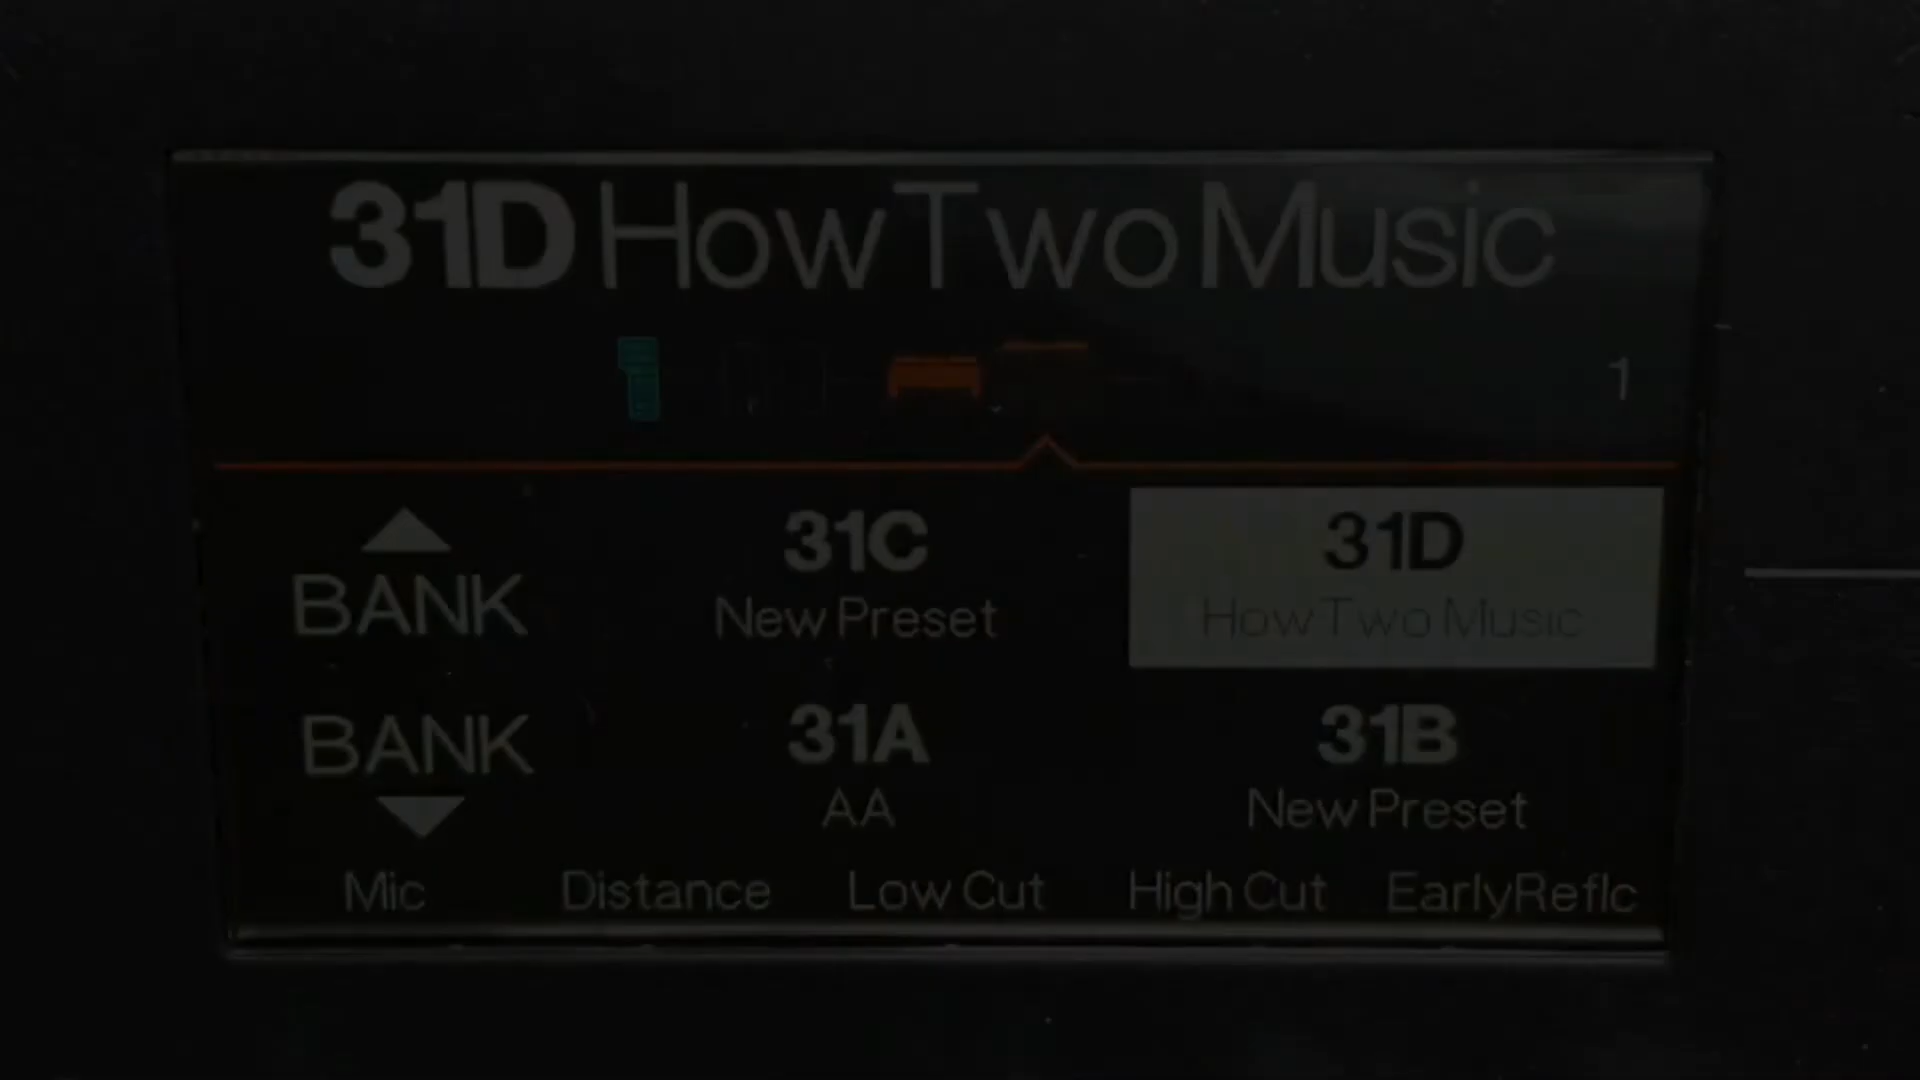 31D How Two Music
1
BANK
31C
New Preset
31D
How Two Music
BANK
31A
AA
31B
New Preset
Mic Distance Low Cut High Cut EarlyReflc